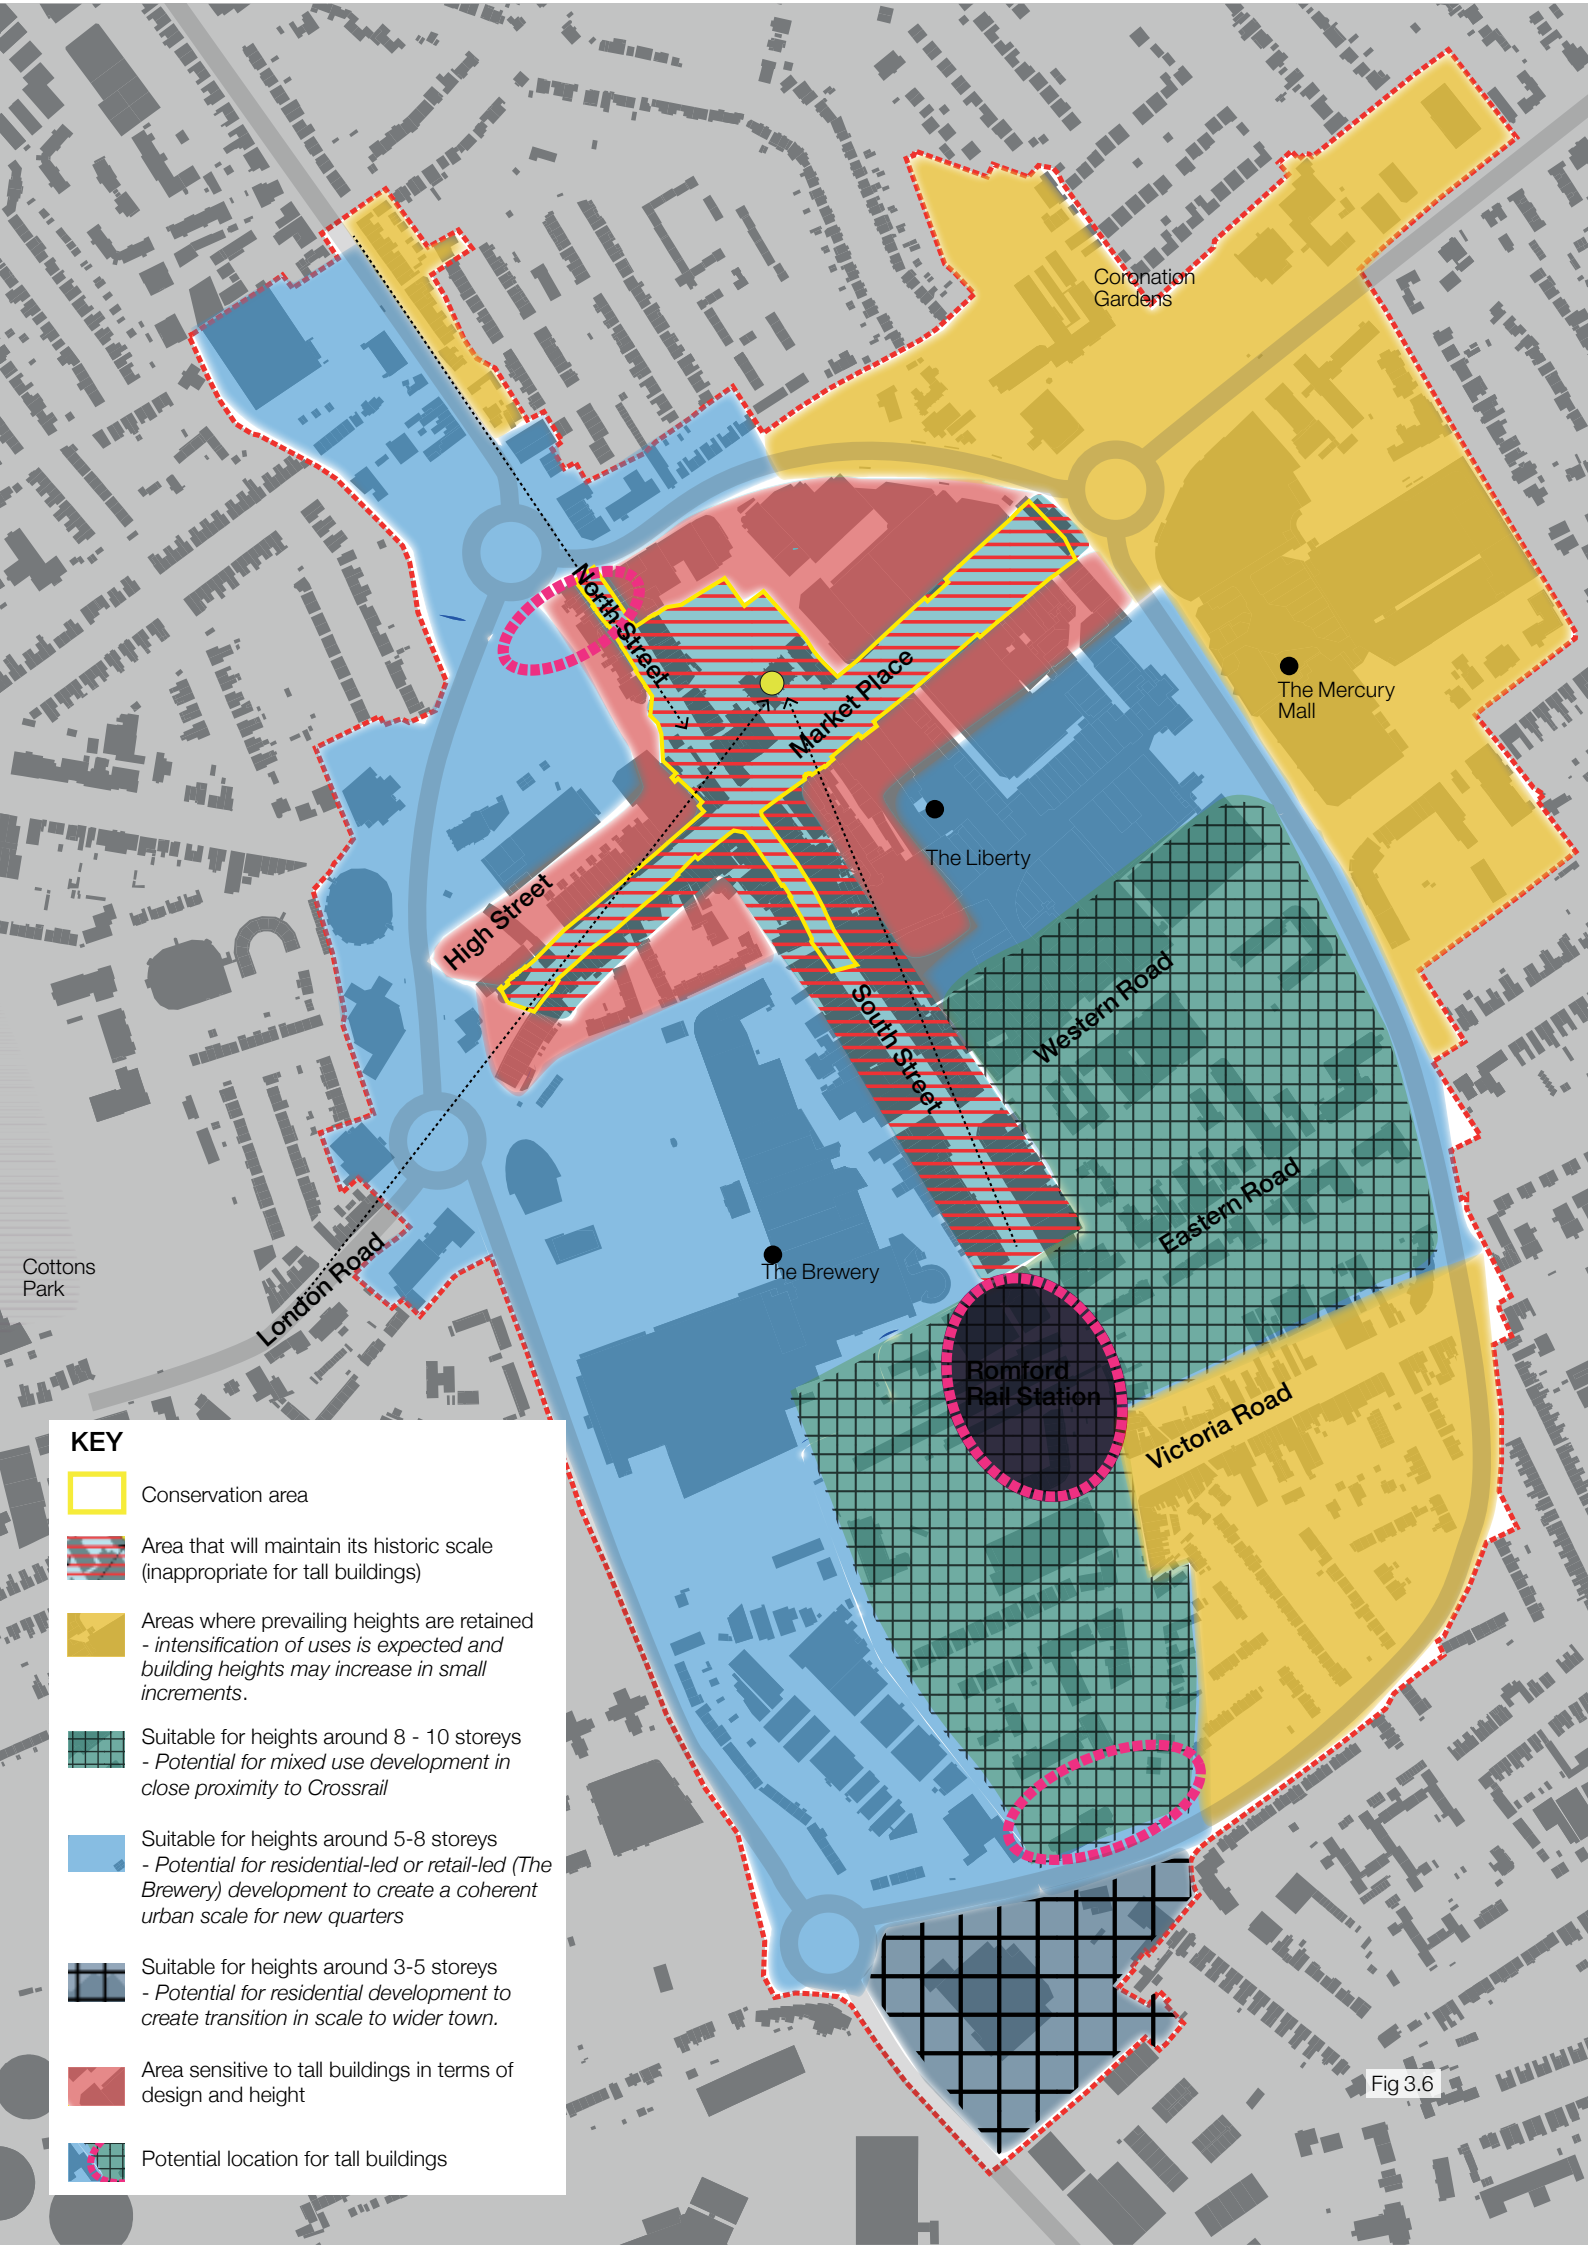 Coronation
Gardens
North Street
Market Place
The Mercury
Mall
The Liberty
High Street
South Street
Western Road
Eastern Road
The Brewery
Cottons
Park
London Road
Romford
Rail Station
Victoria Road
KEY
Conservation area
Area that will maintain its historic scale
(inappropriate for tall buildings)
Areas where prevailing heights are retained
- intensification of uses is expected and
building heights may increase in small
increments.
Suitable for heights around 8 - 10 storeys
- Potential for mixed use development in
close proximity to Crossrail
Suitable for heights around 5-8 storeys
- Potential for residential-led or retail-led (The
Brewery) development to create a coherent
urban scale for new quarters
Suitable for heights around 3-5 storeys
- Potential for residential development to
create transition in scale to wider town.
Area sensitive to tall buildings in terms of
design and height
Potential location for tall buildings
Fig 3.6